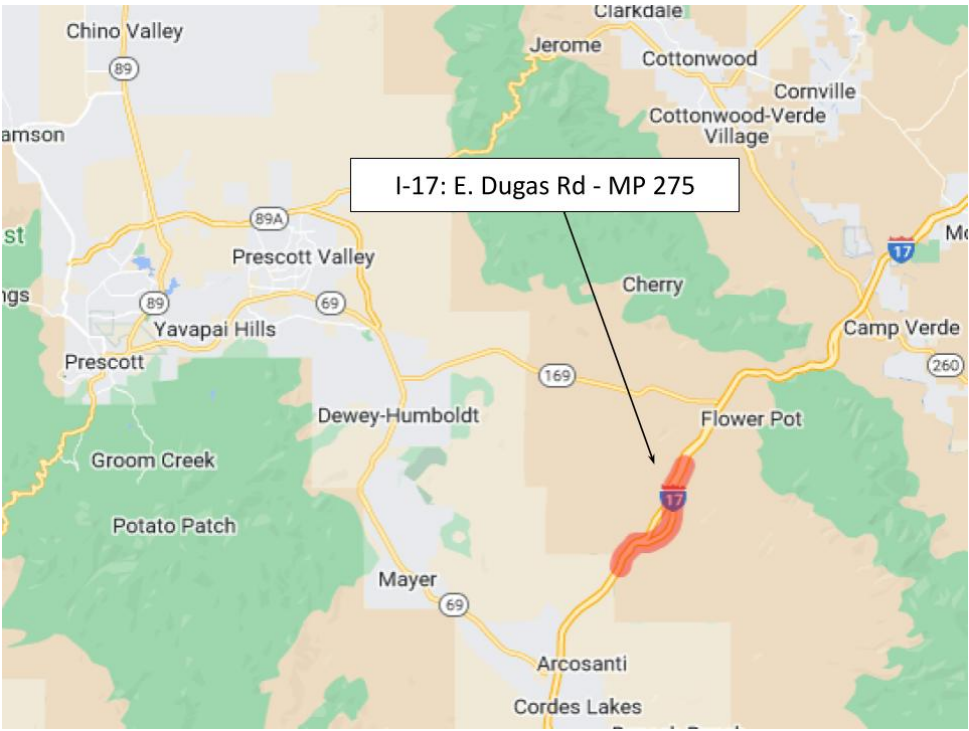 Clarkdale
Chino Valley
Jerome
89
Cottonwood
Cornville
Cottonwood-Verde
Village
amson
I-17: E. Dugas Rd - MP 275
89A
st
17
Mo
Prescott Valley
Cherry
ngs
89
69
Yavapai Hills
Camp Verde
Prescott
260
169
Dewey-Humboldt
Flower Pot
Groom Creek
17
Potato Patch
Mayer
69
Arcosanti
Cordes Lakes